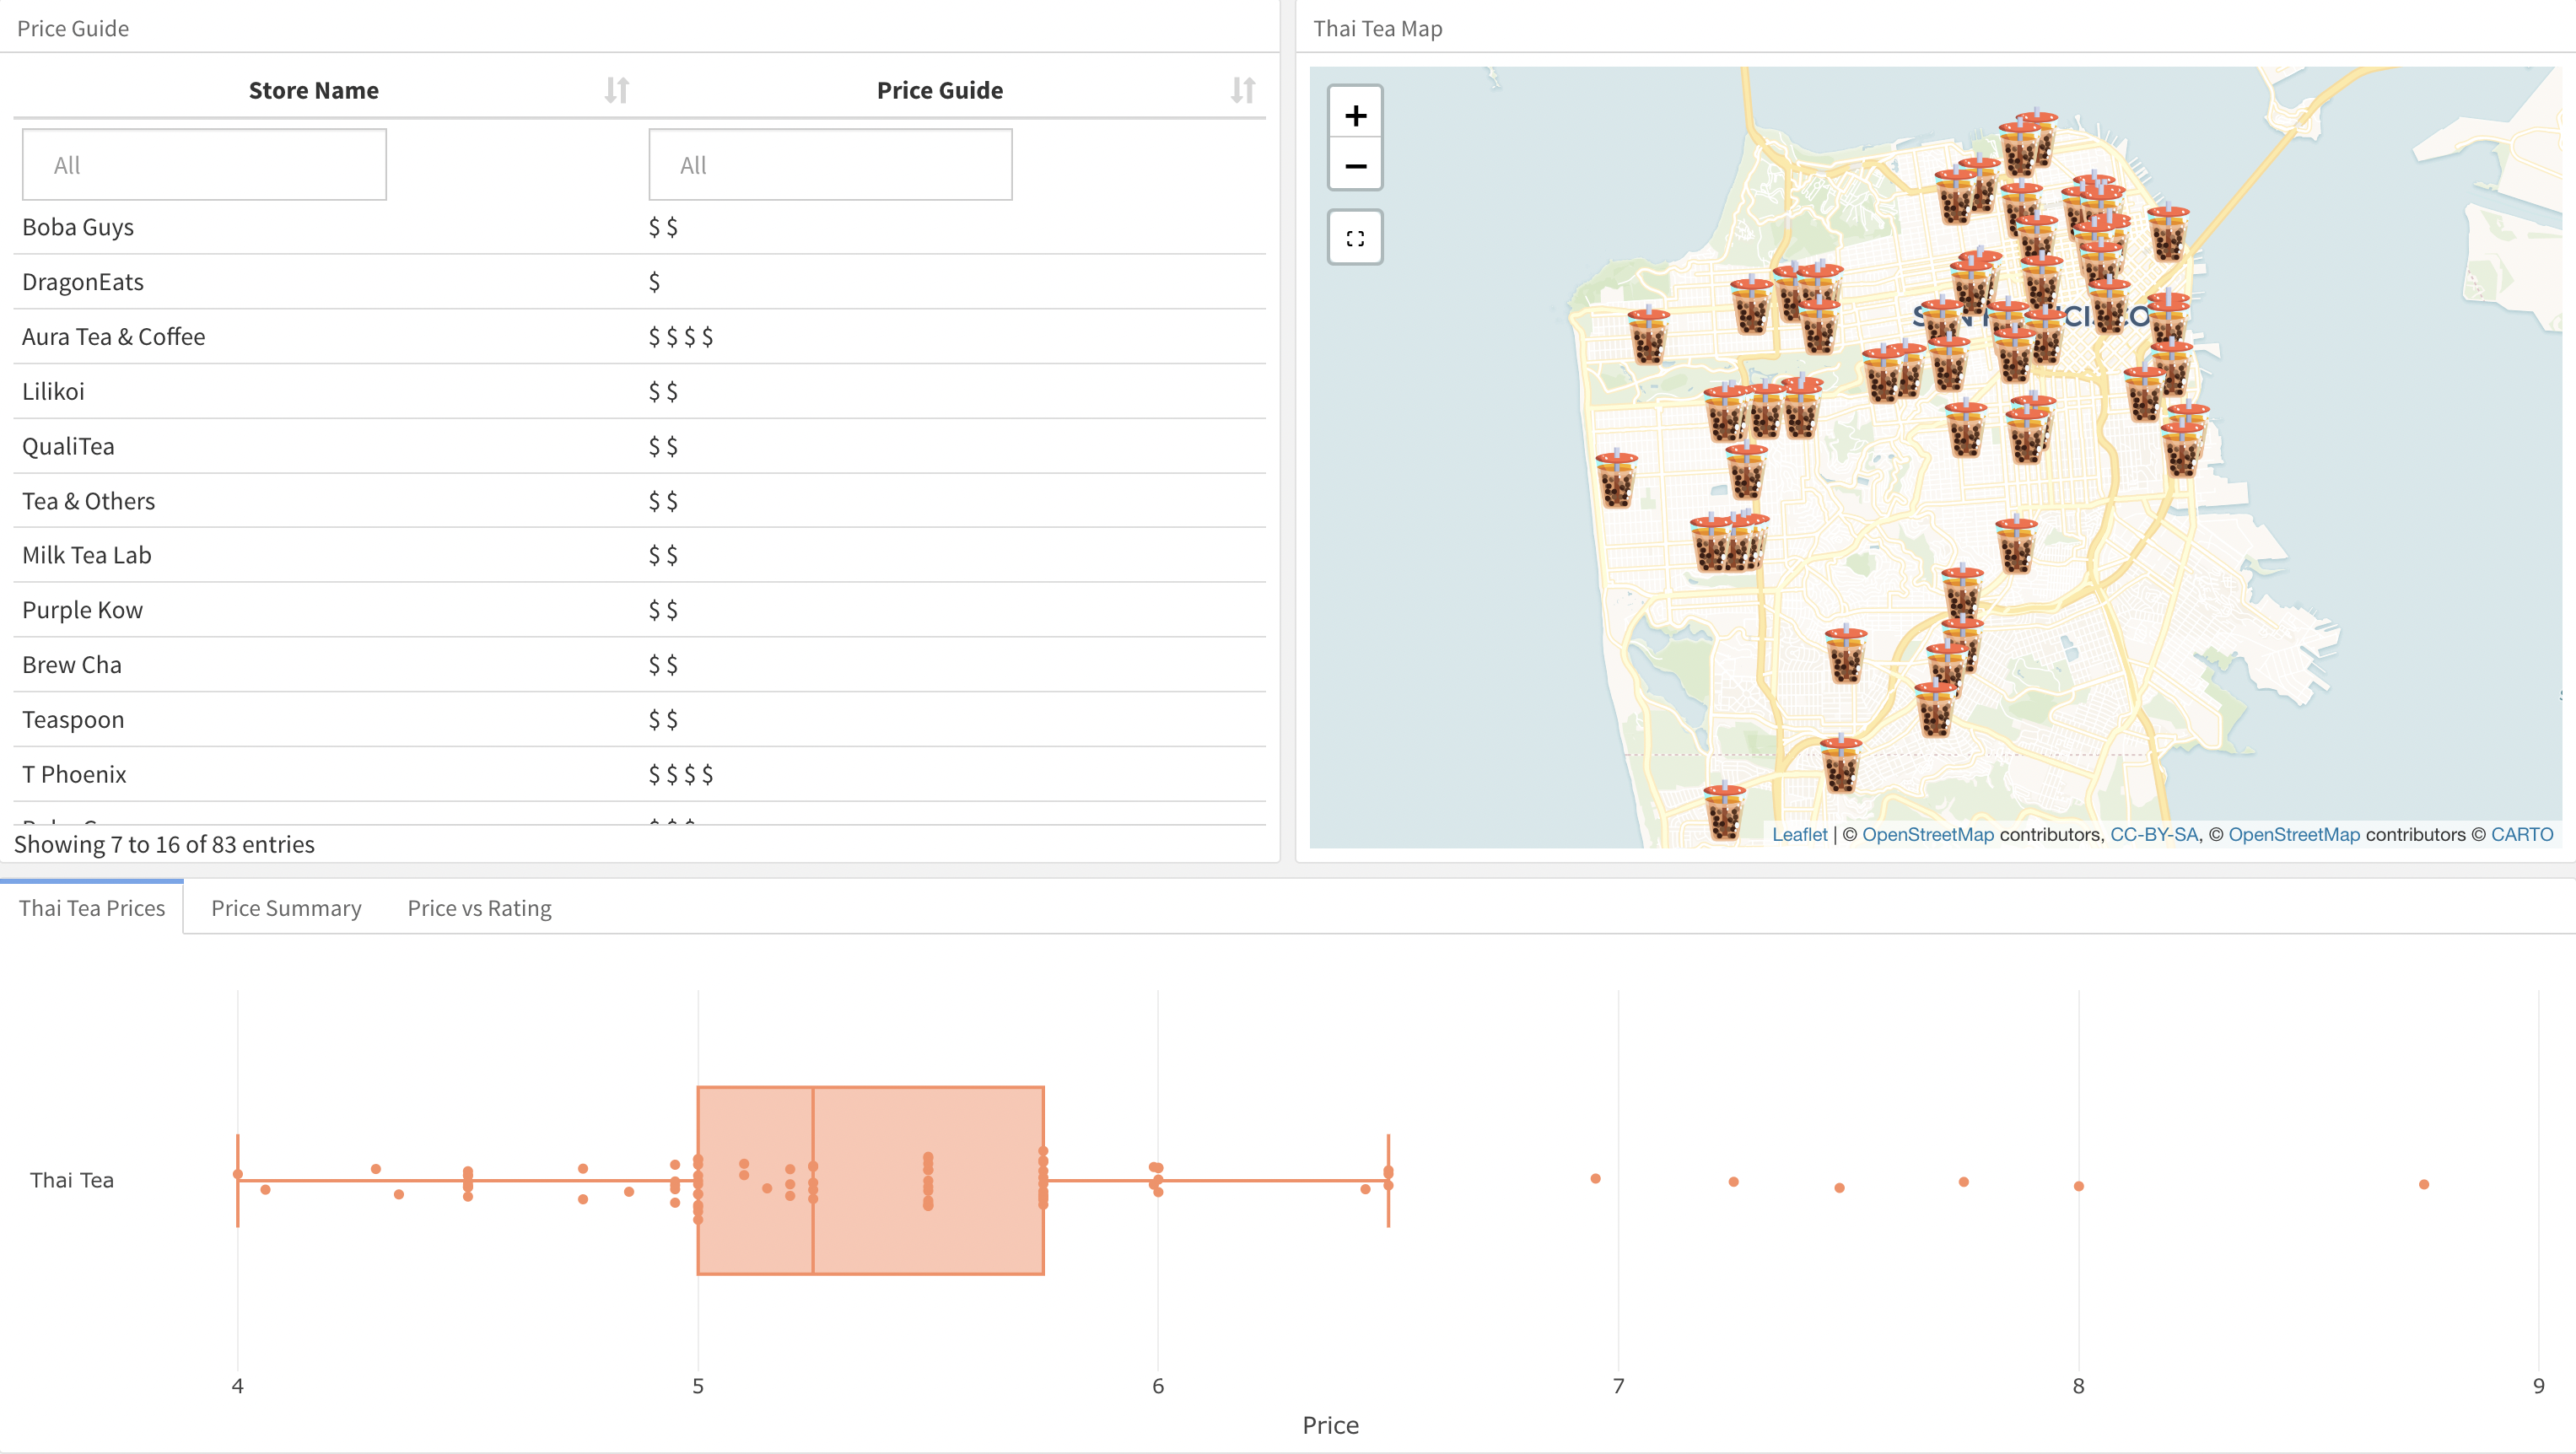 Price Guide
Store Name
Price Guide
All
All
Boba Guys
$ $
DragonEats
$
Aura Tea & Coffee
$ $ $ $
Lilikoi
$ $
QualiTea
$ $
Tea & Others
$ $
Milk Tea Lab
$ $
Purple Kow
$ $
Brew Cha
$ $
Teaspoon
$ $
T Phoenix
$ $ $ $
Showing 7 to 16 of 83 entries
Thai Tea Map
+
−
Leaflet | © OpenStreetMap contributors, CC-BY-SA, © OpenStreetMap contributors © CARTO
Thai Tea Prices
Price Summary
Price vs Rating
Thai Tea
4
5
6
7
8
9
Price